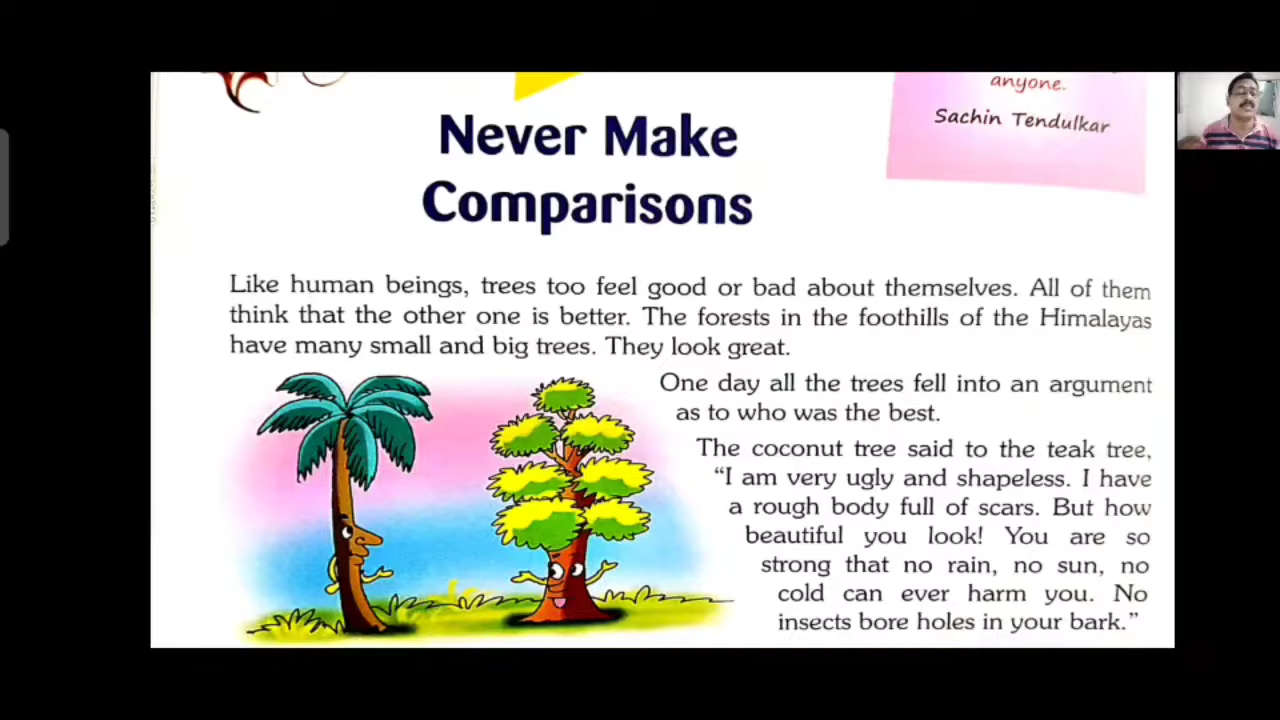 anyone.
Sachin Tendulkar
Never Make
Comparisons
Like human beings, trees too feel good or bad about themselves. All of them
think that the other one is better. The forests in the foothills of the Himalayas
have many small and big trees. They look great.
One day all the trees fell into an argument
as to who was the best.
The coconut tree said to the teak tree,
“I am very ugly and shapeless. I have
a rough body full of scars. But how
beautiful you look! You are so
strong that no rain, no sun, no
cold can ever harm you. No
insects bore holes in your bark.”